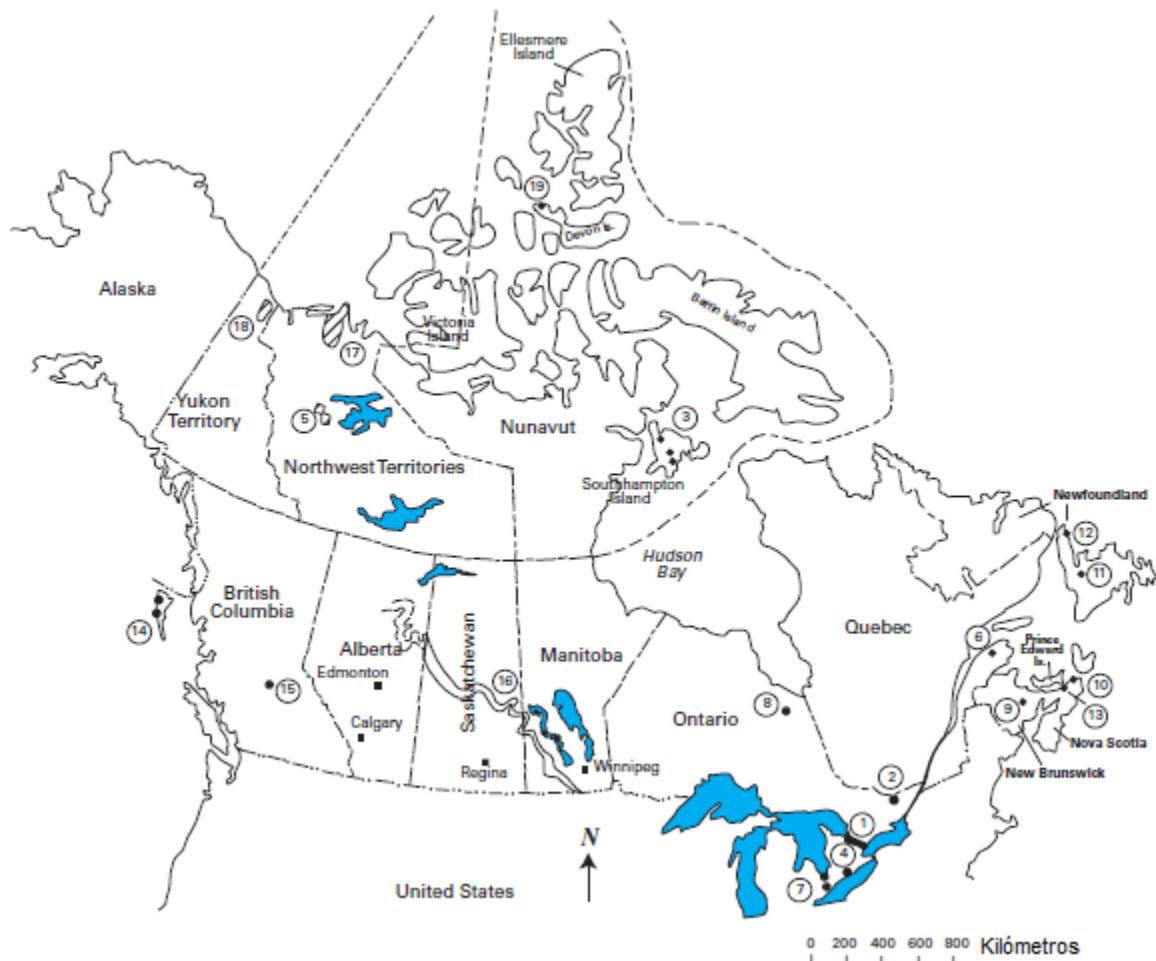 Ellesmere
Island
19
Devon Is.
Alaska
Baffin Island
Victoria
Island
18
17
Yukon
Territory
5
3
Nunavut
Northwest Territories
Southhampton
Island
Newfoundland
12
Hudson
Bay
11
British
Columbia
14
Quebec
6
Prince
Edward
Is.
Alberta
Saskatchewan
Manitoba
Edmonton
16
15
10
8
9
13
Ontario
Calgary
Nova Scotia
Regina
Winnipeg
New Brunswick
2
1
N
4
7
United States
0 200 400 600 800 Kilómetros